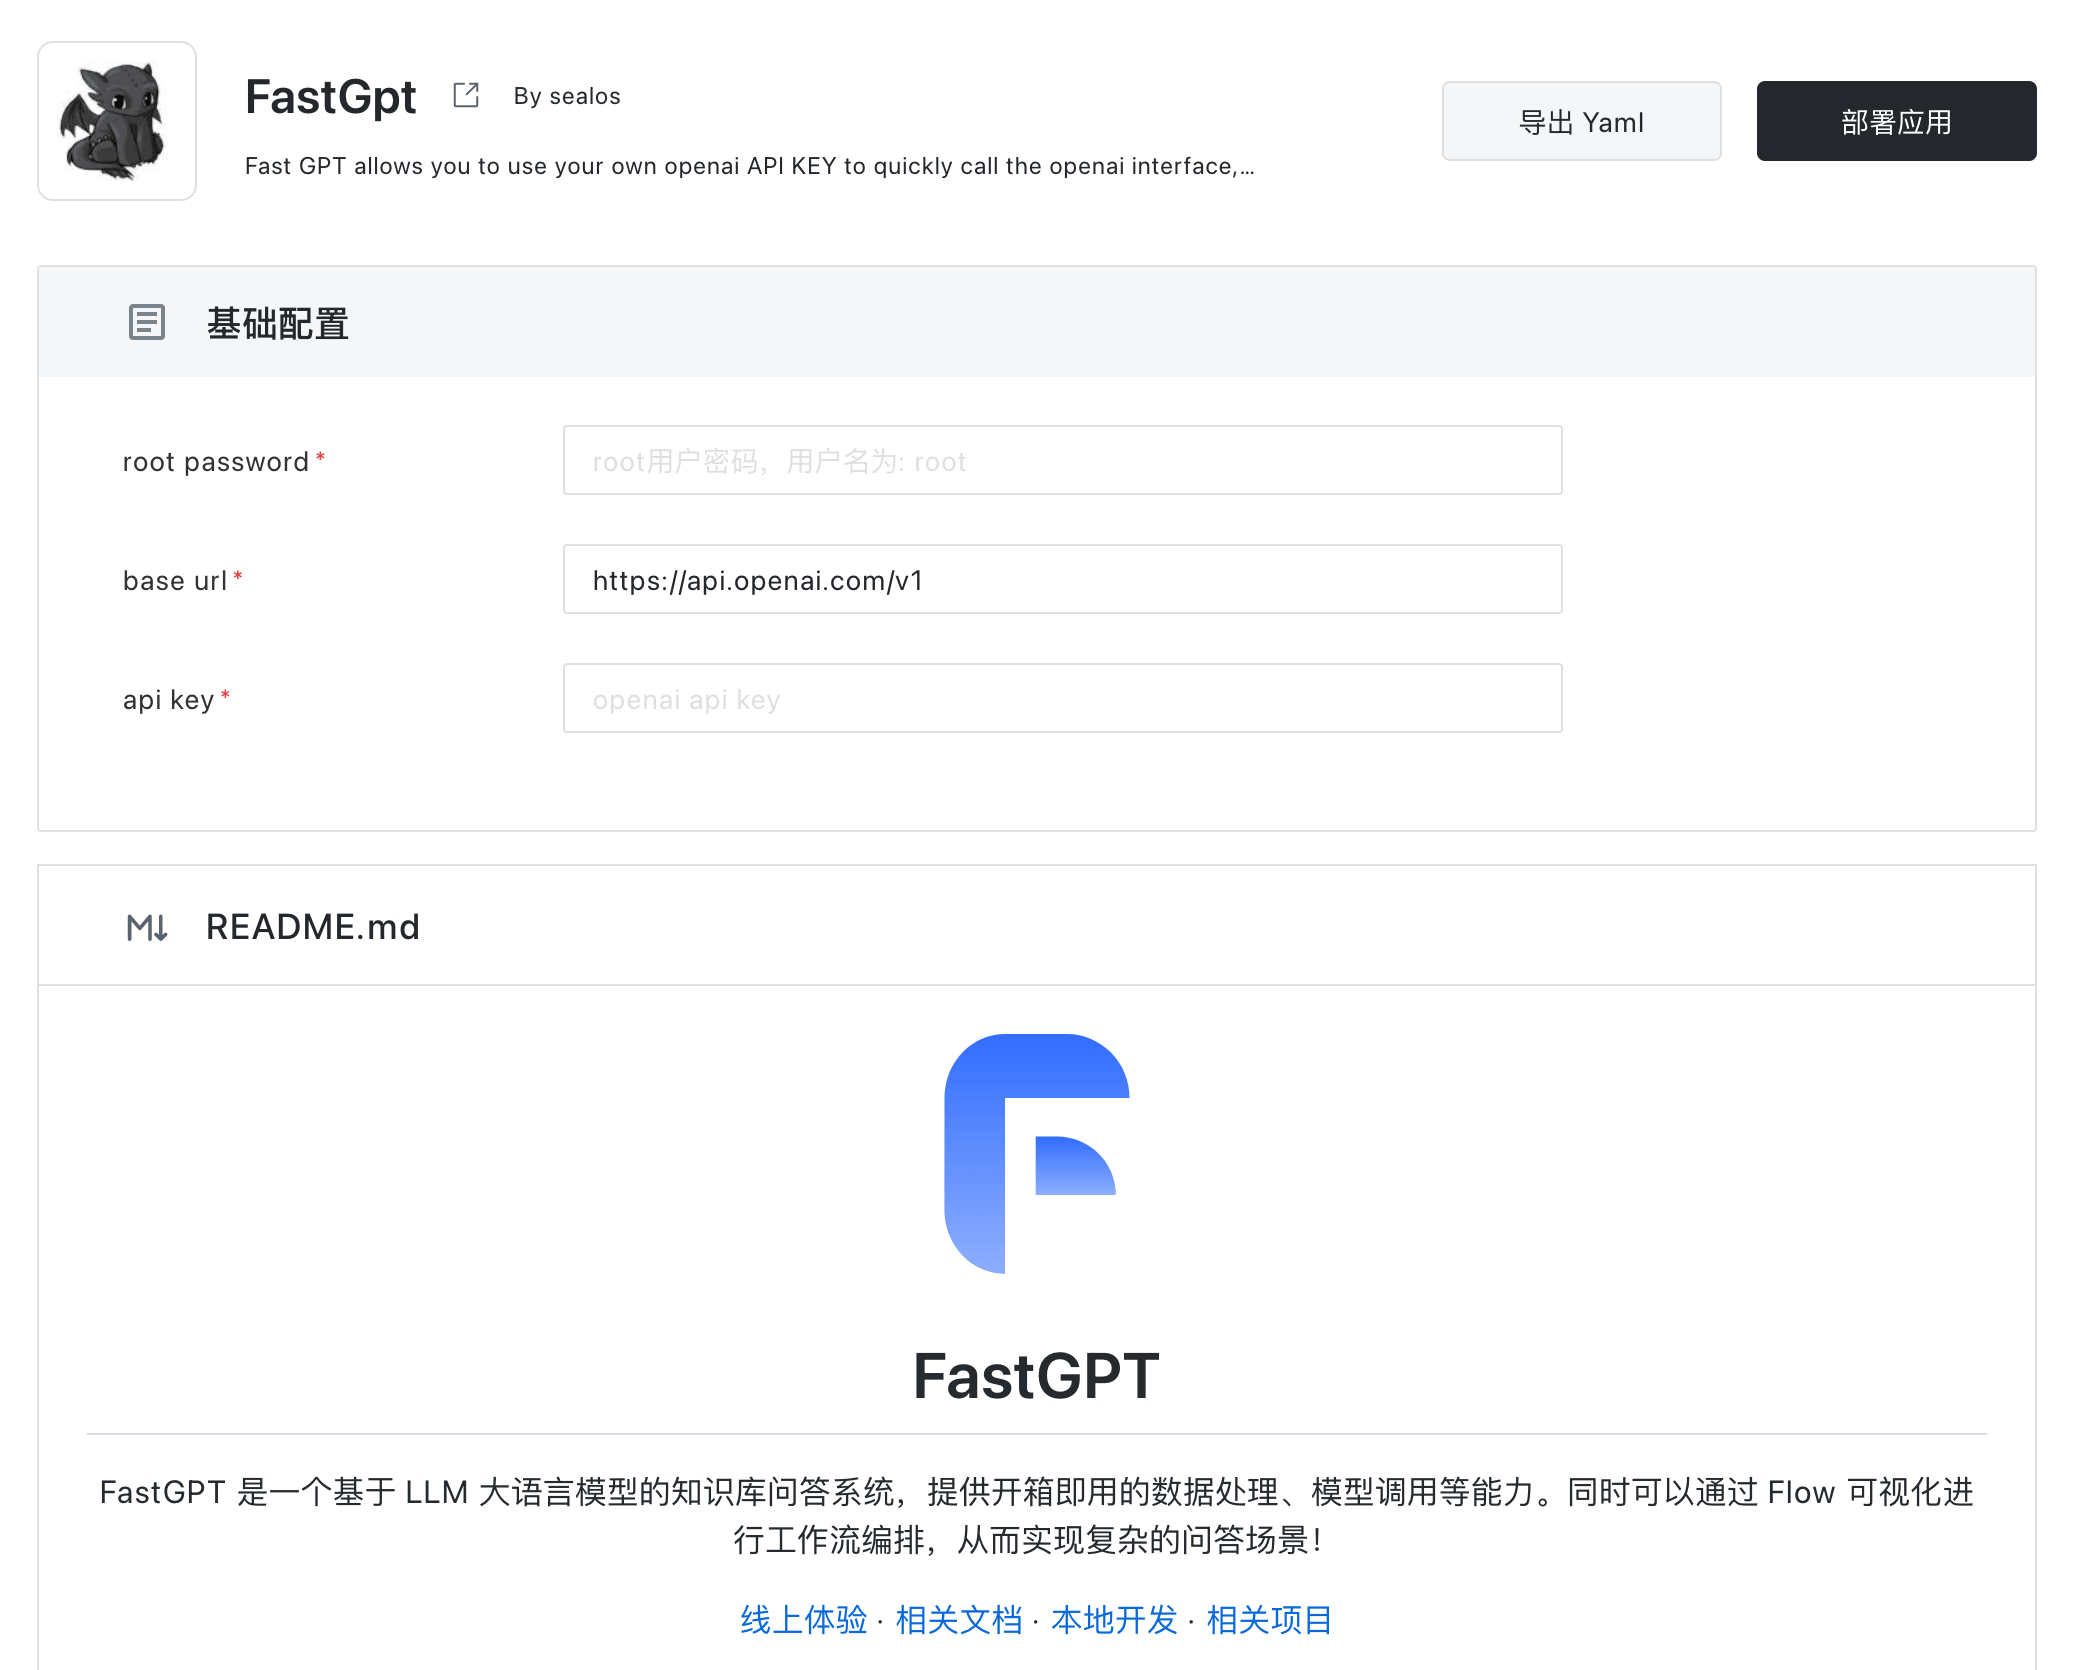 FastGpt By sealos
Fast GPT allows you to use your own openai API KEY to quickly call the openai interface,...
导出 Yaml
部署应用
基础配置
root password*
root用户密码，用户名为: root
base url*
https://api.openai.com/v1
api key*
openai api key
README.md
FastGPT
FastGPT 是一个基于 LLM 大语言模型的知识库问答系统，提供开箱即用的数据处理、模型调用等能力。同时可以通过 Flow 可视化进
行工作流编排，从而实现复杂的问答场景！
线上体验 · 相关文档 · 本地开发 · 相关项目